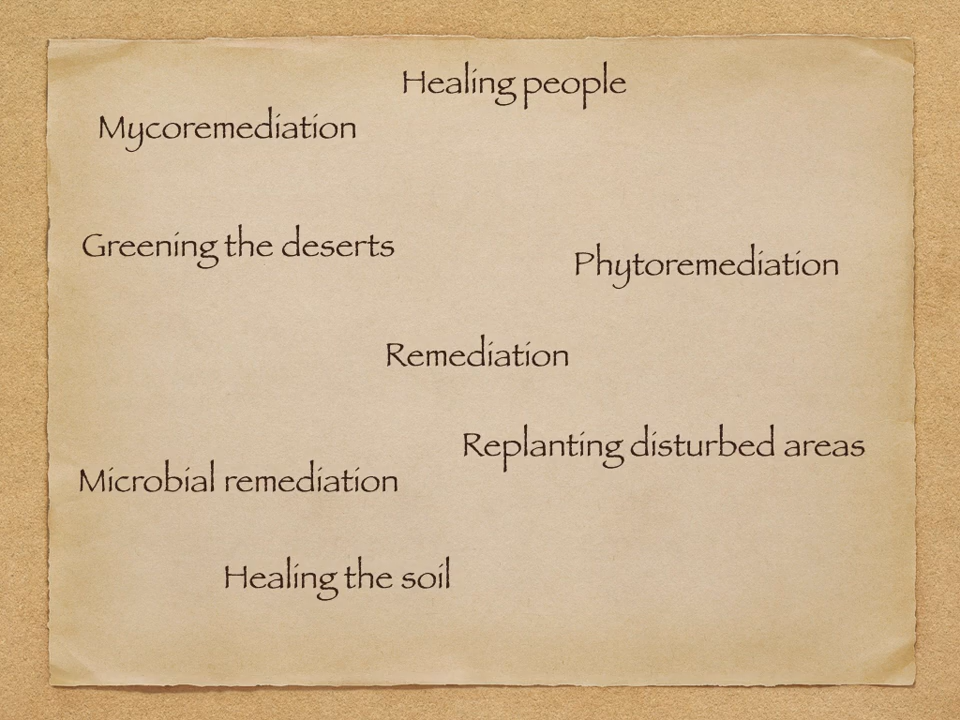 Healing people
Mycoremediation
Greening the deserts
Phytoremediation
Remediation
Replanting disturbed areas
Microbial remediation
Healing the soil